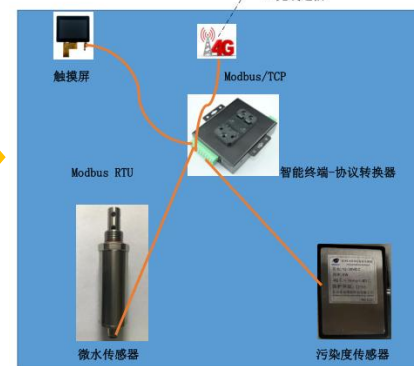 4G
触摸屏
Modbus/TCP
智能终端-协议转换器
Modbus RTU
微水传感器
污染度传感器